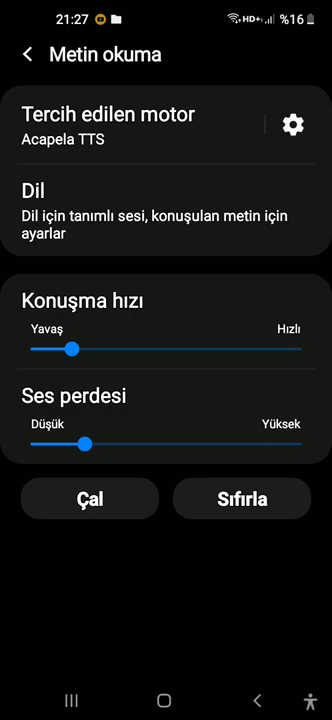 21:27 HD+ %16
Metin okuma
Tercih edilen motor
Acapela TTS
Dil
Dil için tanımlı sesi, konuşulan metin için
ayarlar
Konuşma hızı
Yavaş Hızlı
Ses perdesi
Düşük Yüksek
Çal Sıfırla